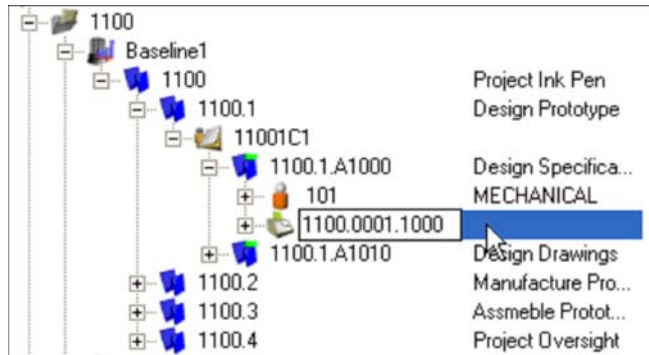 1100
Baseline1
1100 Project Ink Pen
1100.1 Design Prototype
11001C1
1100.1.A1000 Design Specifica...
101 MECHANICAL
1100.0001.1000
1100.1.A1010 Design Drawings
1100.2 Manufacture Pro...
1100.3 Assmeble Protot...
1100.4 Project Oversight